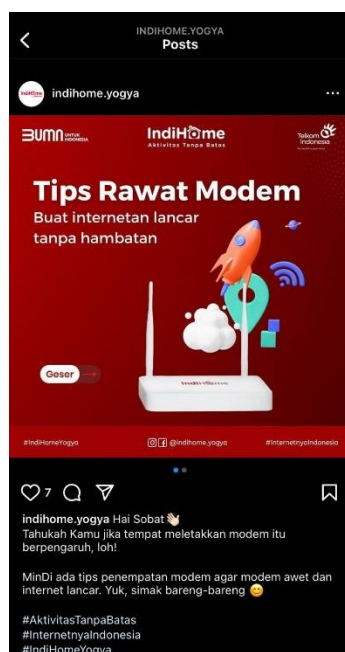 INDIHOME.YOGYA
Posts
indihome.yogya
BUMN UNTUK INDONESIA
IndiHome
Aktivitas Tanpa Batas
Telkom Indonesia
Tips Rawat Modem
Buat internetan lancar
tanpa hambatan
Geser
IndiHome
#IndiHomeYogya
@indihome.yogya
#InternetnyaIndonesia
7
indihome.yogya Hai Sobat👋🏻
Tahukah Kamu jika tempat meletakkan modem itu
berpengaruh, loh!
MinDi ada tips penempatan modem agar modem awet dan
internet lancar. Yuk, simak bareng-bareng 😊
#AktivitasTanpaBatas
#InternetnyaIndonesia
#IndiHomeYogya